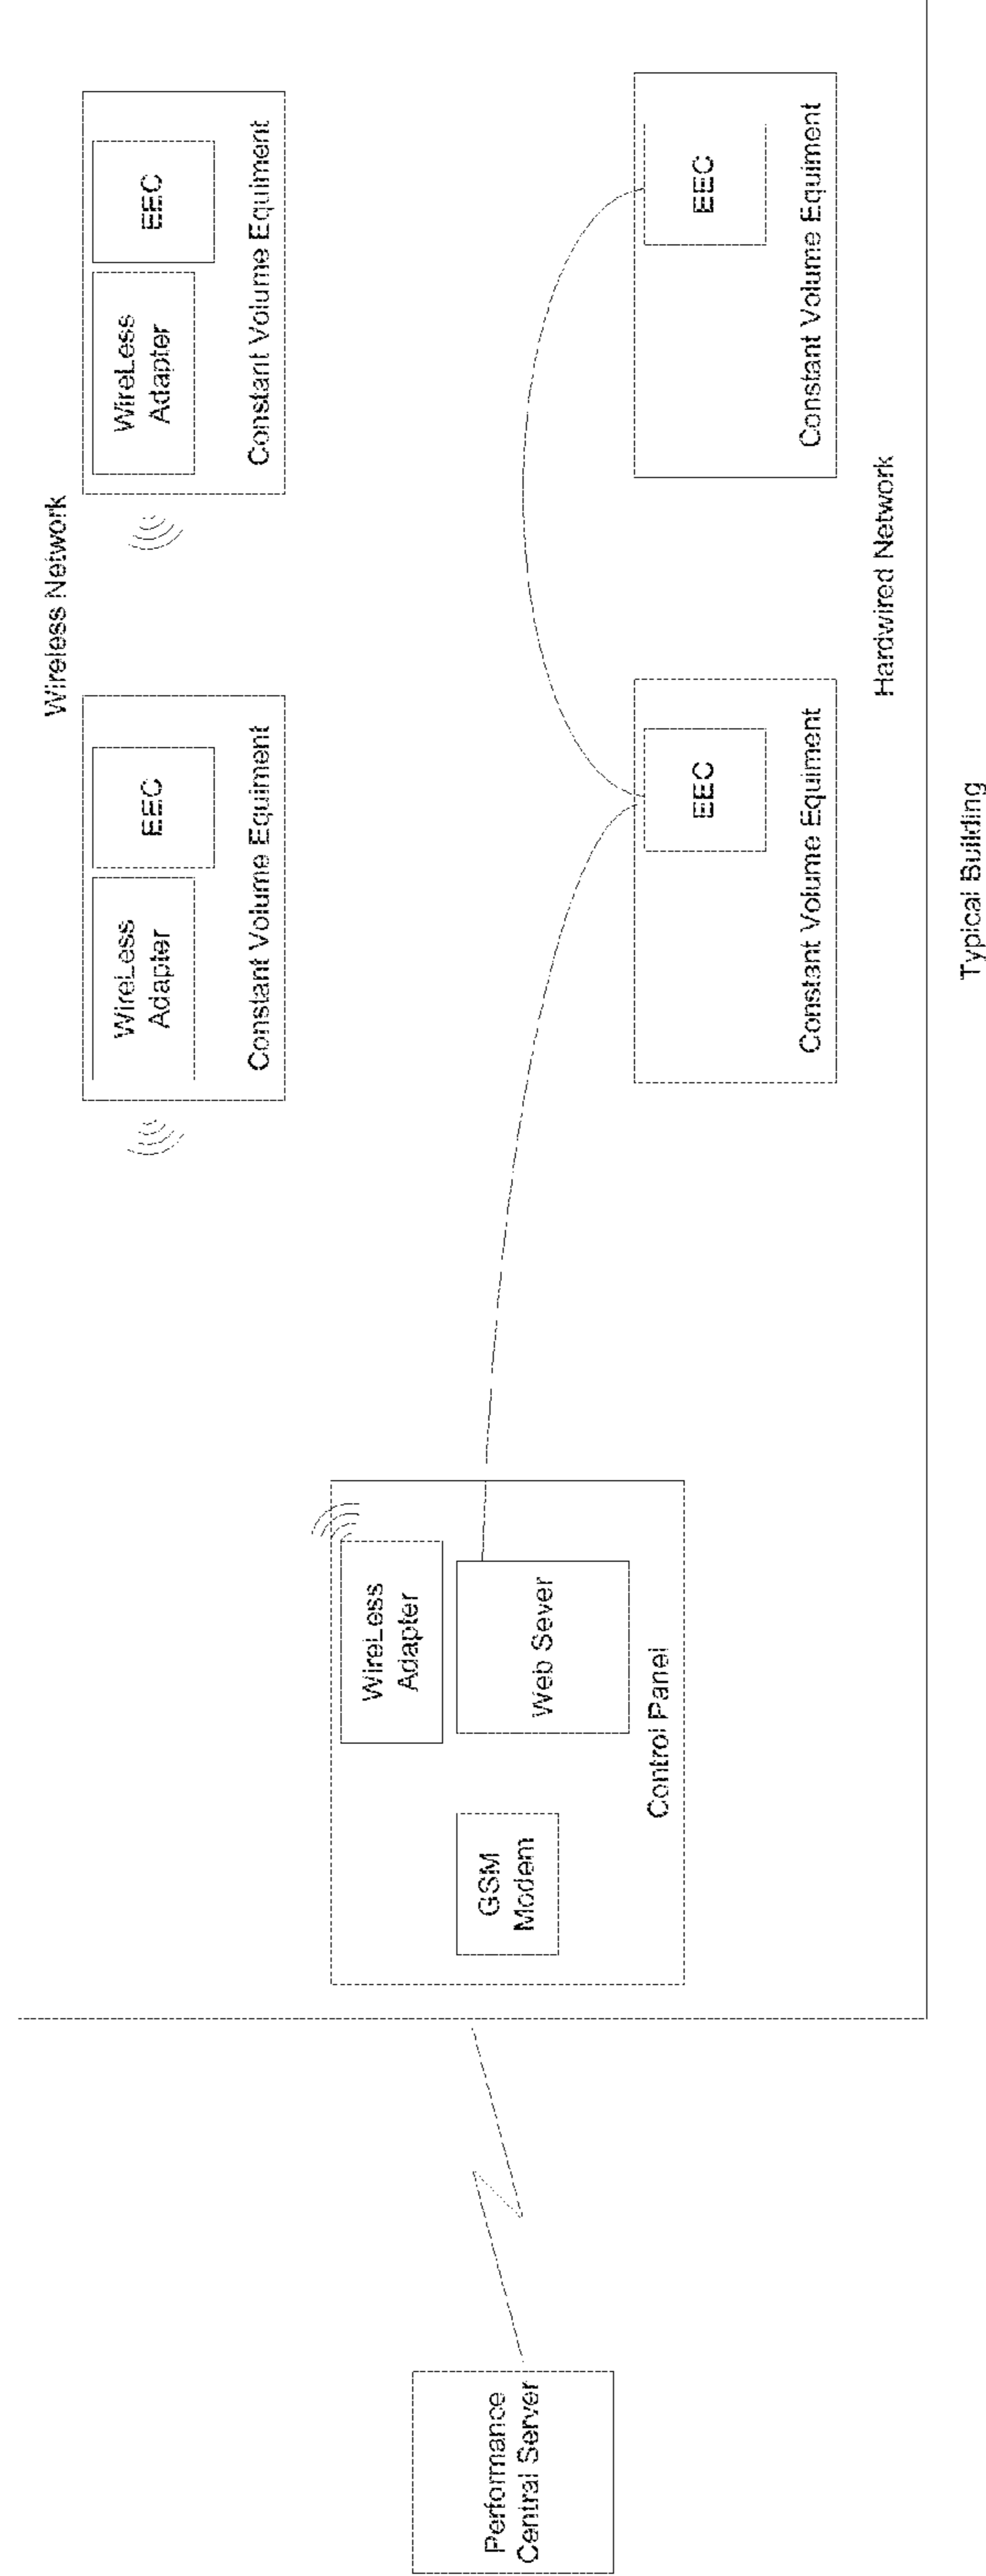 Wireless Network
WireLess
Adapter
EEC
Constant Volume Equiment
WireLess
Adapter
EEC
Constant Volume Equiment
Performance
Central Server
GSM
Modem
WireLess
Adapter
Web Sever
Control Panel
EEC
Constant Volume Equiment
EEC
Constant Volume Equiment
Hardwired Network
Typical Building